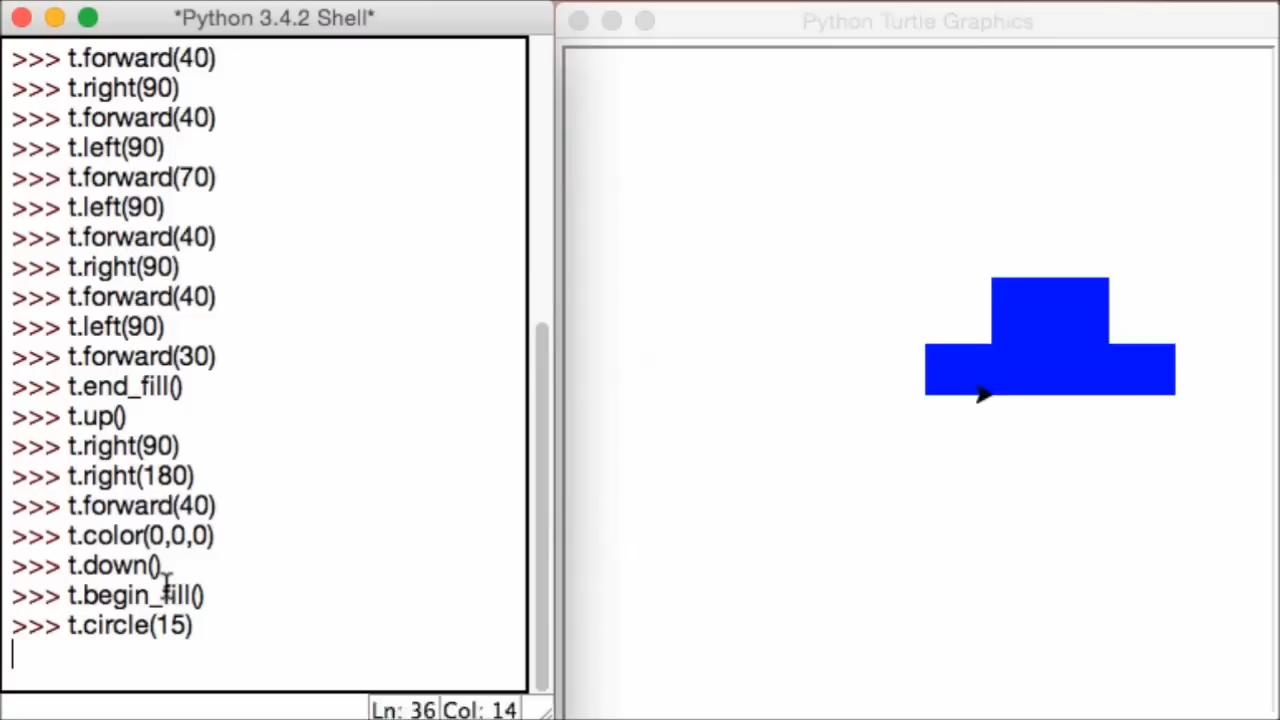 *Python 3.4.2 Shell*
>>> t.forward(40)
>>> t.right(90)
>>> t.forward(40)
>>> t.left(90)
>>> t.forward(70)
>>> t.left(90)
>>> t.forward(40)
>>> t.right(90)
>>> t.forward(40)
>>> t.left(90)
>>> t.forward(30)
>>> t.end_fill()
>>> t.up()
>>> t.right(90)
>>> t.right(180)
>>> t.forward(40)
>>> t.color(0,0,0)
>>> t.down()
>>> t.begin_fill()
>>> t.circle(15)
Ln: 36 Col: 14
Python Turtle Graphics